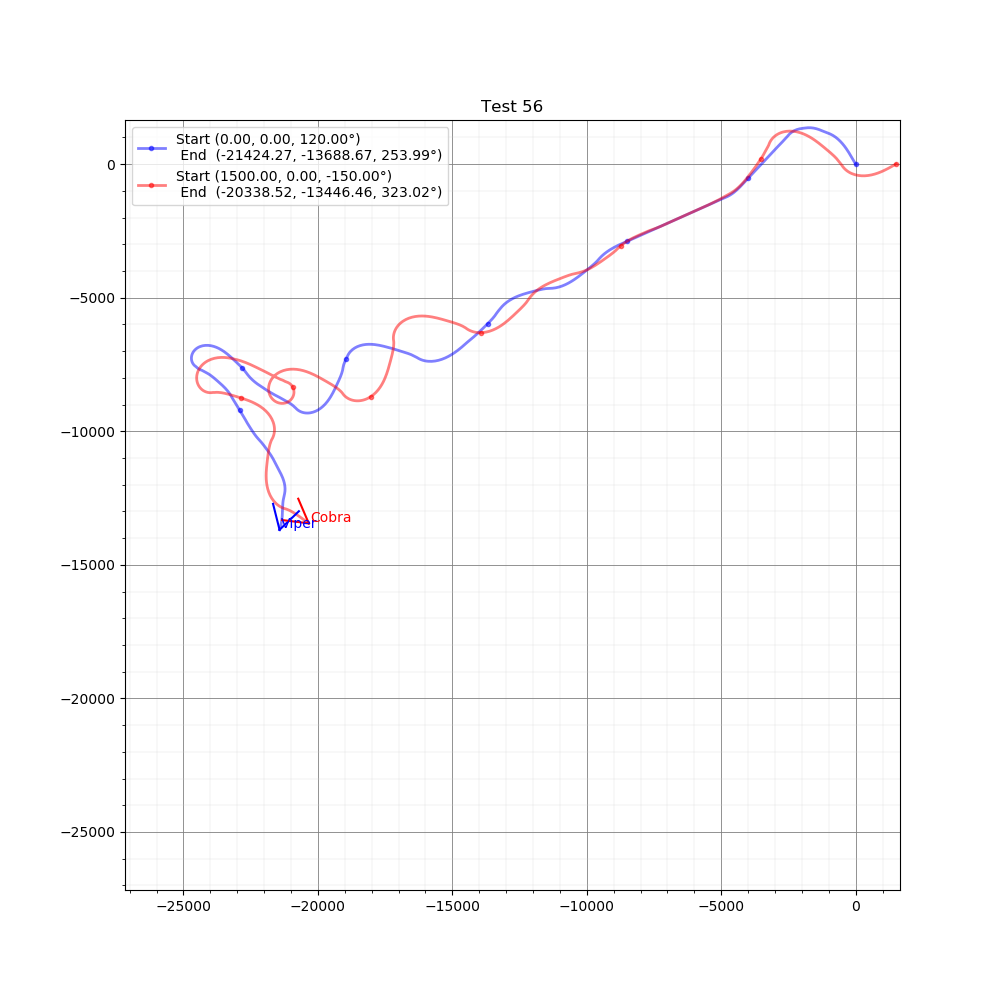 Test 56
Start (0.00, 0.00, 120.00°)
End (-21424.27, -13688.67, 253.99°)
Start (1500.00, 0.00, -150.00°)
End (-20338.52, -13446.46, 323.02°)
0
−5000
−10000
−15000
−20000
−25000
Cobra
Viper
−25000 −20000 −15000 −10000 −5000 0